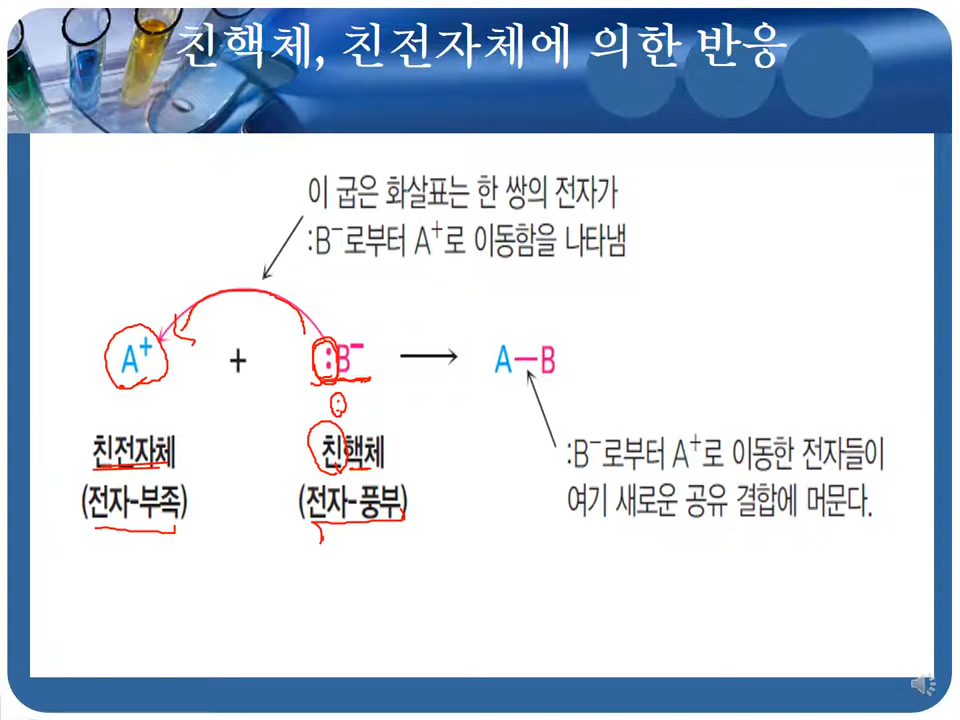 친핵체, 친전자체에 의한 반응
이 굽은 화살표는 한 쌍의 전자가
:B⁻로부터 A⁺로 이동함을 나타냄
A⁺ + :B⁻ → A—B
친전자체 친핵체
(전자-부족) (전자-풍부)
:B⁻로부터 A⁺로 이동한 전자들이
여기 새로운 공유 결합에 머문다.